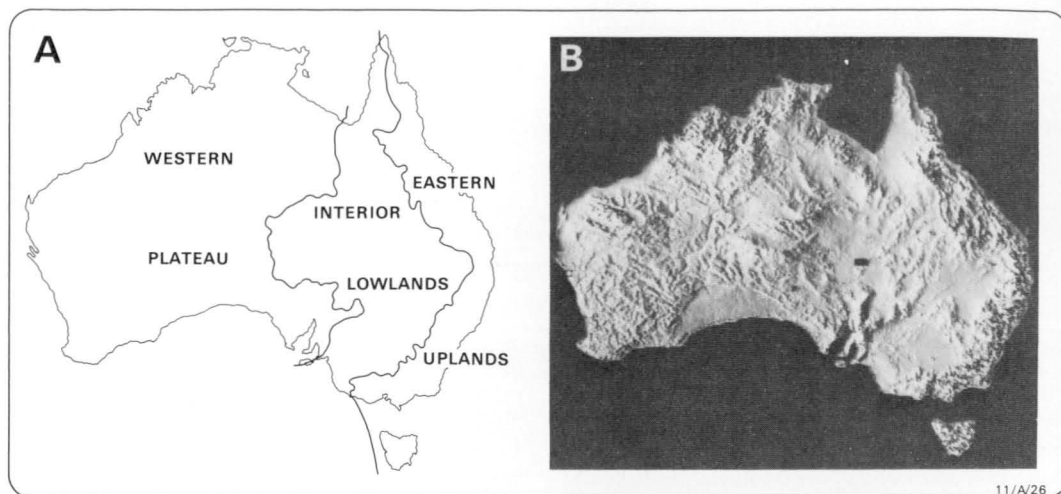 A
WESTERN
PLATEAU
INTERIOR
LOWLANDS
EASTERN
UPLANDS
B
11/A/26